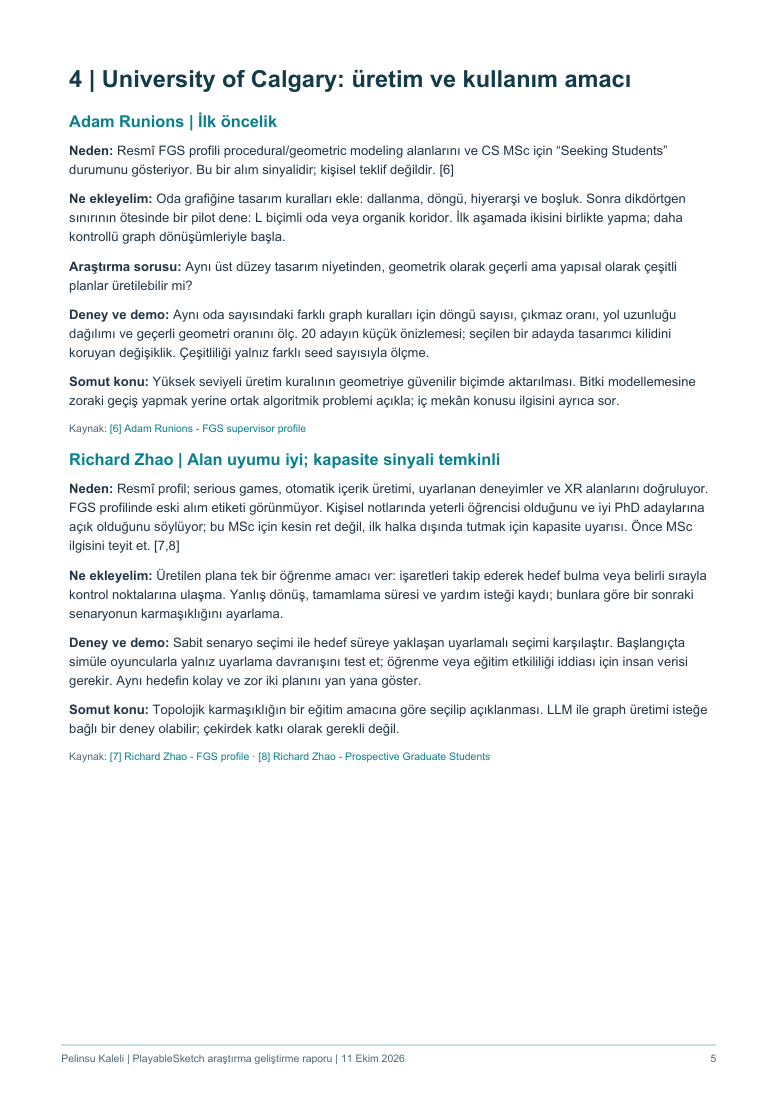 4 | University of Calgary: üretim ve kullanım amacı
Adam Runions | İlk öncelik
Neden: Resmî FGS profili procedural/geometric modeling alanlarını ve CS MSc için “Seeking Students”
durumunu gösteriyor. Bu bir alım sinyalidir; kişisel teklif değildir. [6]
Ne ekleyelim: Oda grafiğine tasarım kuralları ekle: dallanma, döngü, hiyerarşi ve boşluk. Sonra dikdörtgen
sınırının ötesinde bir pilot dene: L biçimli oda veya organik koridor. İlk aşamada ikisini birlikte yapma; daha
kontrollü graph dönüşümleriyle başla.
Araştırma sorusu: Aynı üst düzey tasarım niyetinden, geometrik olarak geçerli ama yapısal olarak çeşitli
planlar üretilebilir mi?
Deney ve demo: Aynı oda sayısındaki farklı graph kuralları için döngü sayısı, çıkmaz oranı, yol uzunluğu
dağılımı ve geçerli geometri oranını ölç. 20 adayın küçük önizlemesi; seçilen bir adayda tasarımcı kilidini
koruyan değişiklik. Çeşitliliği yalnız farklı seed sayısıyla ölçme.
Somut konu: Yüksek seviyeli üretim kuralının geometriye güvenilir biçimde aktarılması. Bitki modellemesine
zoraki geçiş yapmak yerine ortak algoritmik problemi açıkla; iç mekân konusu ilgisini ayrıca sor.
Kaynak: [6] Adam Runions - FGS supervisor profile
Richard Zhao | Alan uyumu iyi; kapasite sinyali temkinli
Neden: Resmî profil; serious games, otomatik içerik üretimi, uyarlanan deneyimler ve XR alanlarını doğruluyor.
FGS profilinde eski alım etiketi görünmüyor. Kişisel notlarında yeterli öğrencisi olduğunu ve iyi PhD adaylarına
açık olduğunu söylüyor; bu MSc için kesin ret değil, ilk halka dışında tutmak için kapasite uyarısı. Önce MSc
ilgisini teyit et. [7,8]
Ne ekleyelim: Üretilen plana tek bir öğrenme amacı ver: işaretleri takip ederek hedef bulma veya belirli sırayla
kontrol noktalarına ulaşma. Yanlış dönüş, tamamlama süresi ve yardım isteği kaydı; bunlara göre bir sonraki
senaryonun karmaşıklığını ayarlama.
Deney ve demo: Sabit senaryo seçimi ile hedef süreye yaklaşan uyarlamalı seçimi karşılaştır. Başlangıçta
simüle oyuncularla yalnız uyarlama davranışını test et; öğrenme veya eğitim etkililiği iddiası için insan verisi
gerekir. Aynı hedefin kolay ve zor iki planını yan yana göster.
Somut konu: Topolojik karmaşıklığın bir eğitim amacına göre seçilip açıklanması. LLM ile graph üretimi isteğe
bağlı bir deney olabilir; çekirdek katkı olarak gerekli değil.
Kaynak: [7] Richard Zhao - FGS profile · [8] Richard Zhao - Prospective Graduate Students
Pelinsu Kaleli | PlayableSketch araştırma geliştirme raporu | 11 Ekim 2026
5